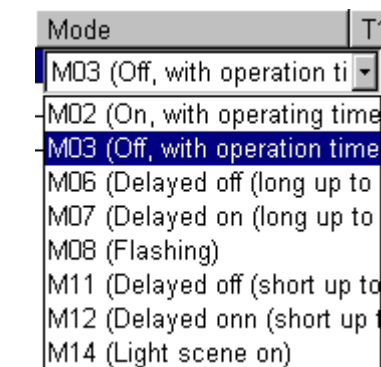 Mode T1
M03 (Off, with operation ti
M02 (On, with operating time
M03 (Off, with operation time
M06 (Delayed off (long up to
M07 (Delayed on (long up to
M08 (Flashing)
M11 (Delayed off (short up to
M12 (Delayed onn (short up t
M14 (Light scene on)